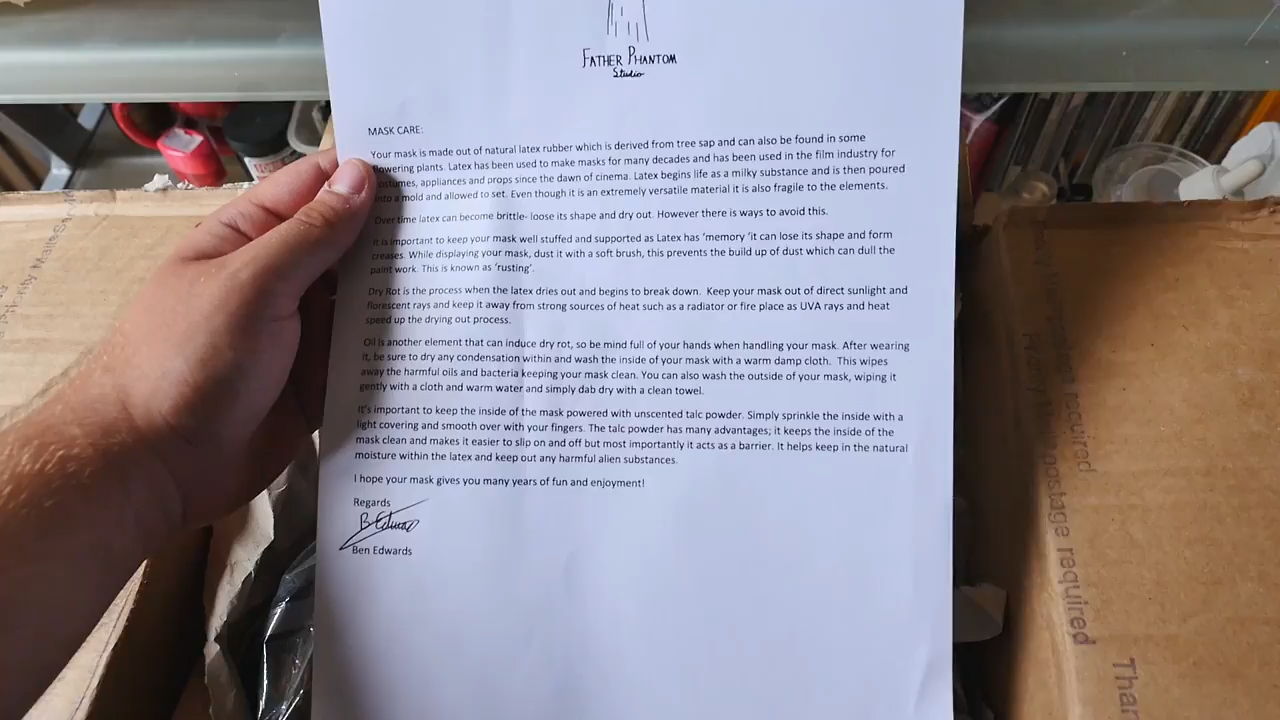 FATHER PHANTOM
Studio
MASK CARE:
Your mask is made out of natural latex rubber which is derived from tree sap and can also be found in some
flowering plants. Latex has been used to make masks for many decades and has been used in the film industry for
costumes, appliances and props since the dawn of cinema. Latex begins life as a milky substance and is then poured
into a mold and allowed to set. Even though it is an extremely versatile material it is also fragile to the elements.
Over time latex can become brittle- loose its shape and dry out. However there is ways to avoid this.
It is important to keep your mask well stuffed and supported as Latex has 'memory 'it can lose its shape and form
creases. While displaying your mask, dust it with a soft brush, this prevents the build up of dust which can dull the
paint work. This is known as 'rusting'.
Dry Rot is the process when the latex dries out and begins to break down. Keep your mask out of direct sunlight and
florescent rays and keep it away from strong sources of heat such as a radiator or fire place as UVA rays and heat
speed up the drying out process.
Oil is another element that can induce dry rot, so be mind full of your hands when handling your mask. After wearing
it, be sure to dry any condensation within and wash the inside of your mask with a warm damp cloth. This wipes
away the harmful oils and bacteria keeping your mask clean. You can also wash the outside of your mask, wiping it
gently with a cloth and warm water and simply dab dry with a clean towel.
It's important to keep the inside of the mask powered with unscented talc powder. Simply sprinkle the inside with a
light covering and smooth over with your fingers. The talc powder has many advantages; it keeps the inside of the
mask clean and makes it easier to slip on and off but most importantly it acts as a barrier. It helps keep in the natural
moisture within the latex and keep out any harmful alien substances.
I hope your mask gives you many years of fun and enjoyment!
Regards
B Edwards
Ben Edwards
required
postage required